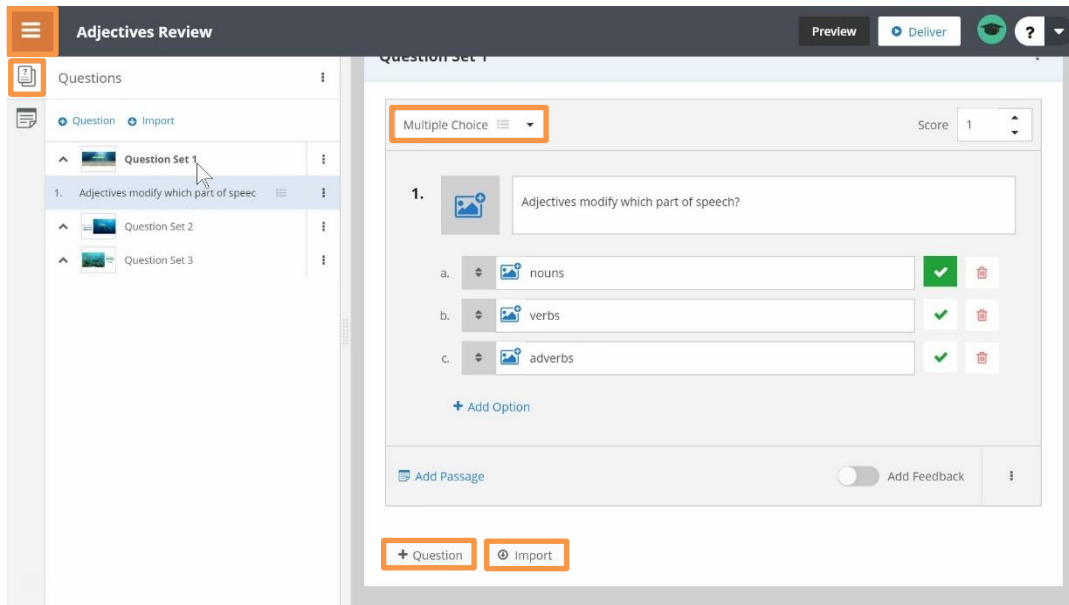 Adjectives Review
Preview
Deliver
?
Questions
Question Set 1
Question
Import
Multiple Choice
Score
1
Question Set 1
1. Adjectives modify which part of speec
Question Set 2
Question Set 3
1.
Adjectives modify which part of speech?
a. nouns
b. verbs
c. adverbs
+ Add Option
Add Passage
Add Feedback
+ Question
Import